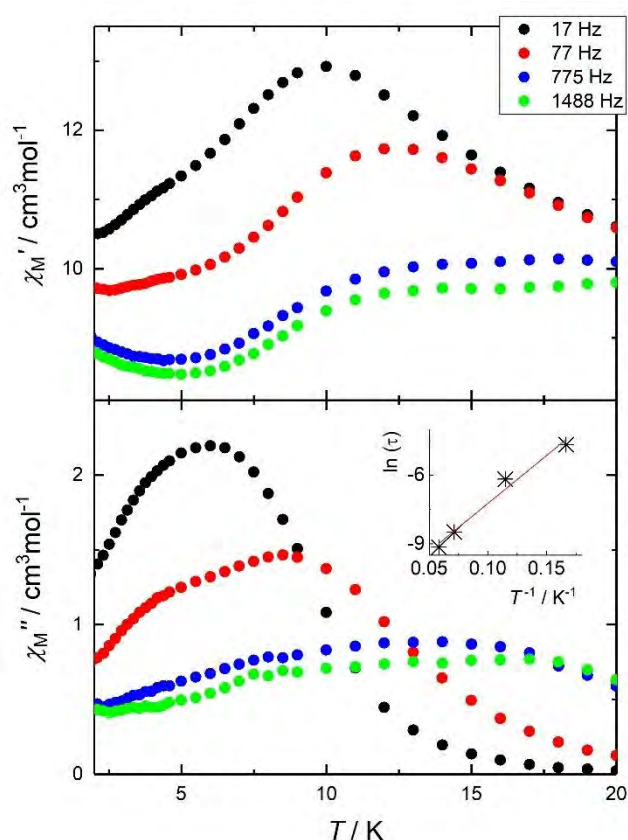 17 Hz
77 Hz
775 Hz
1488 Hz
12
10
χM′ / cm³mol⁻¹
2
1
0
χM″ / cm³mol⁻¹
ln (τ)
-6
-9
0.05 0.10 0.15
T⁻¹ / K⁻¹
5 10 15 20
T / K